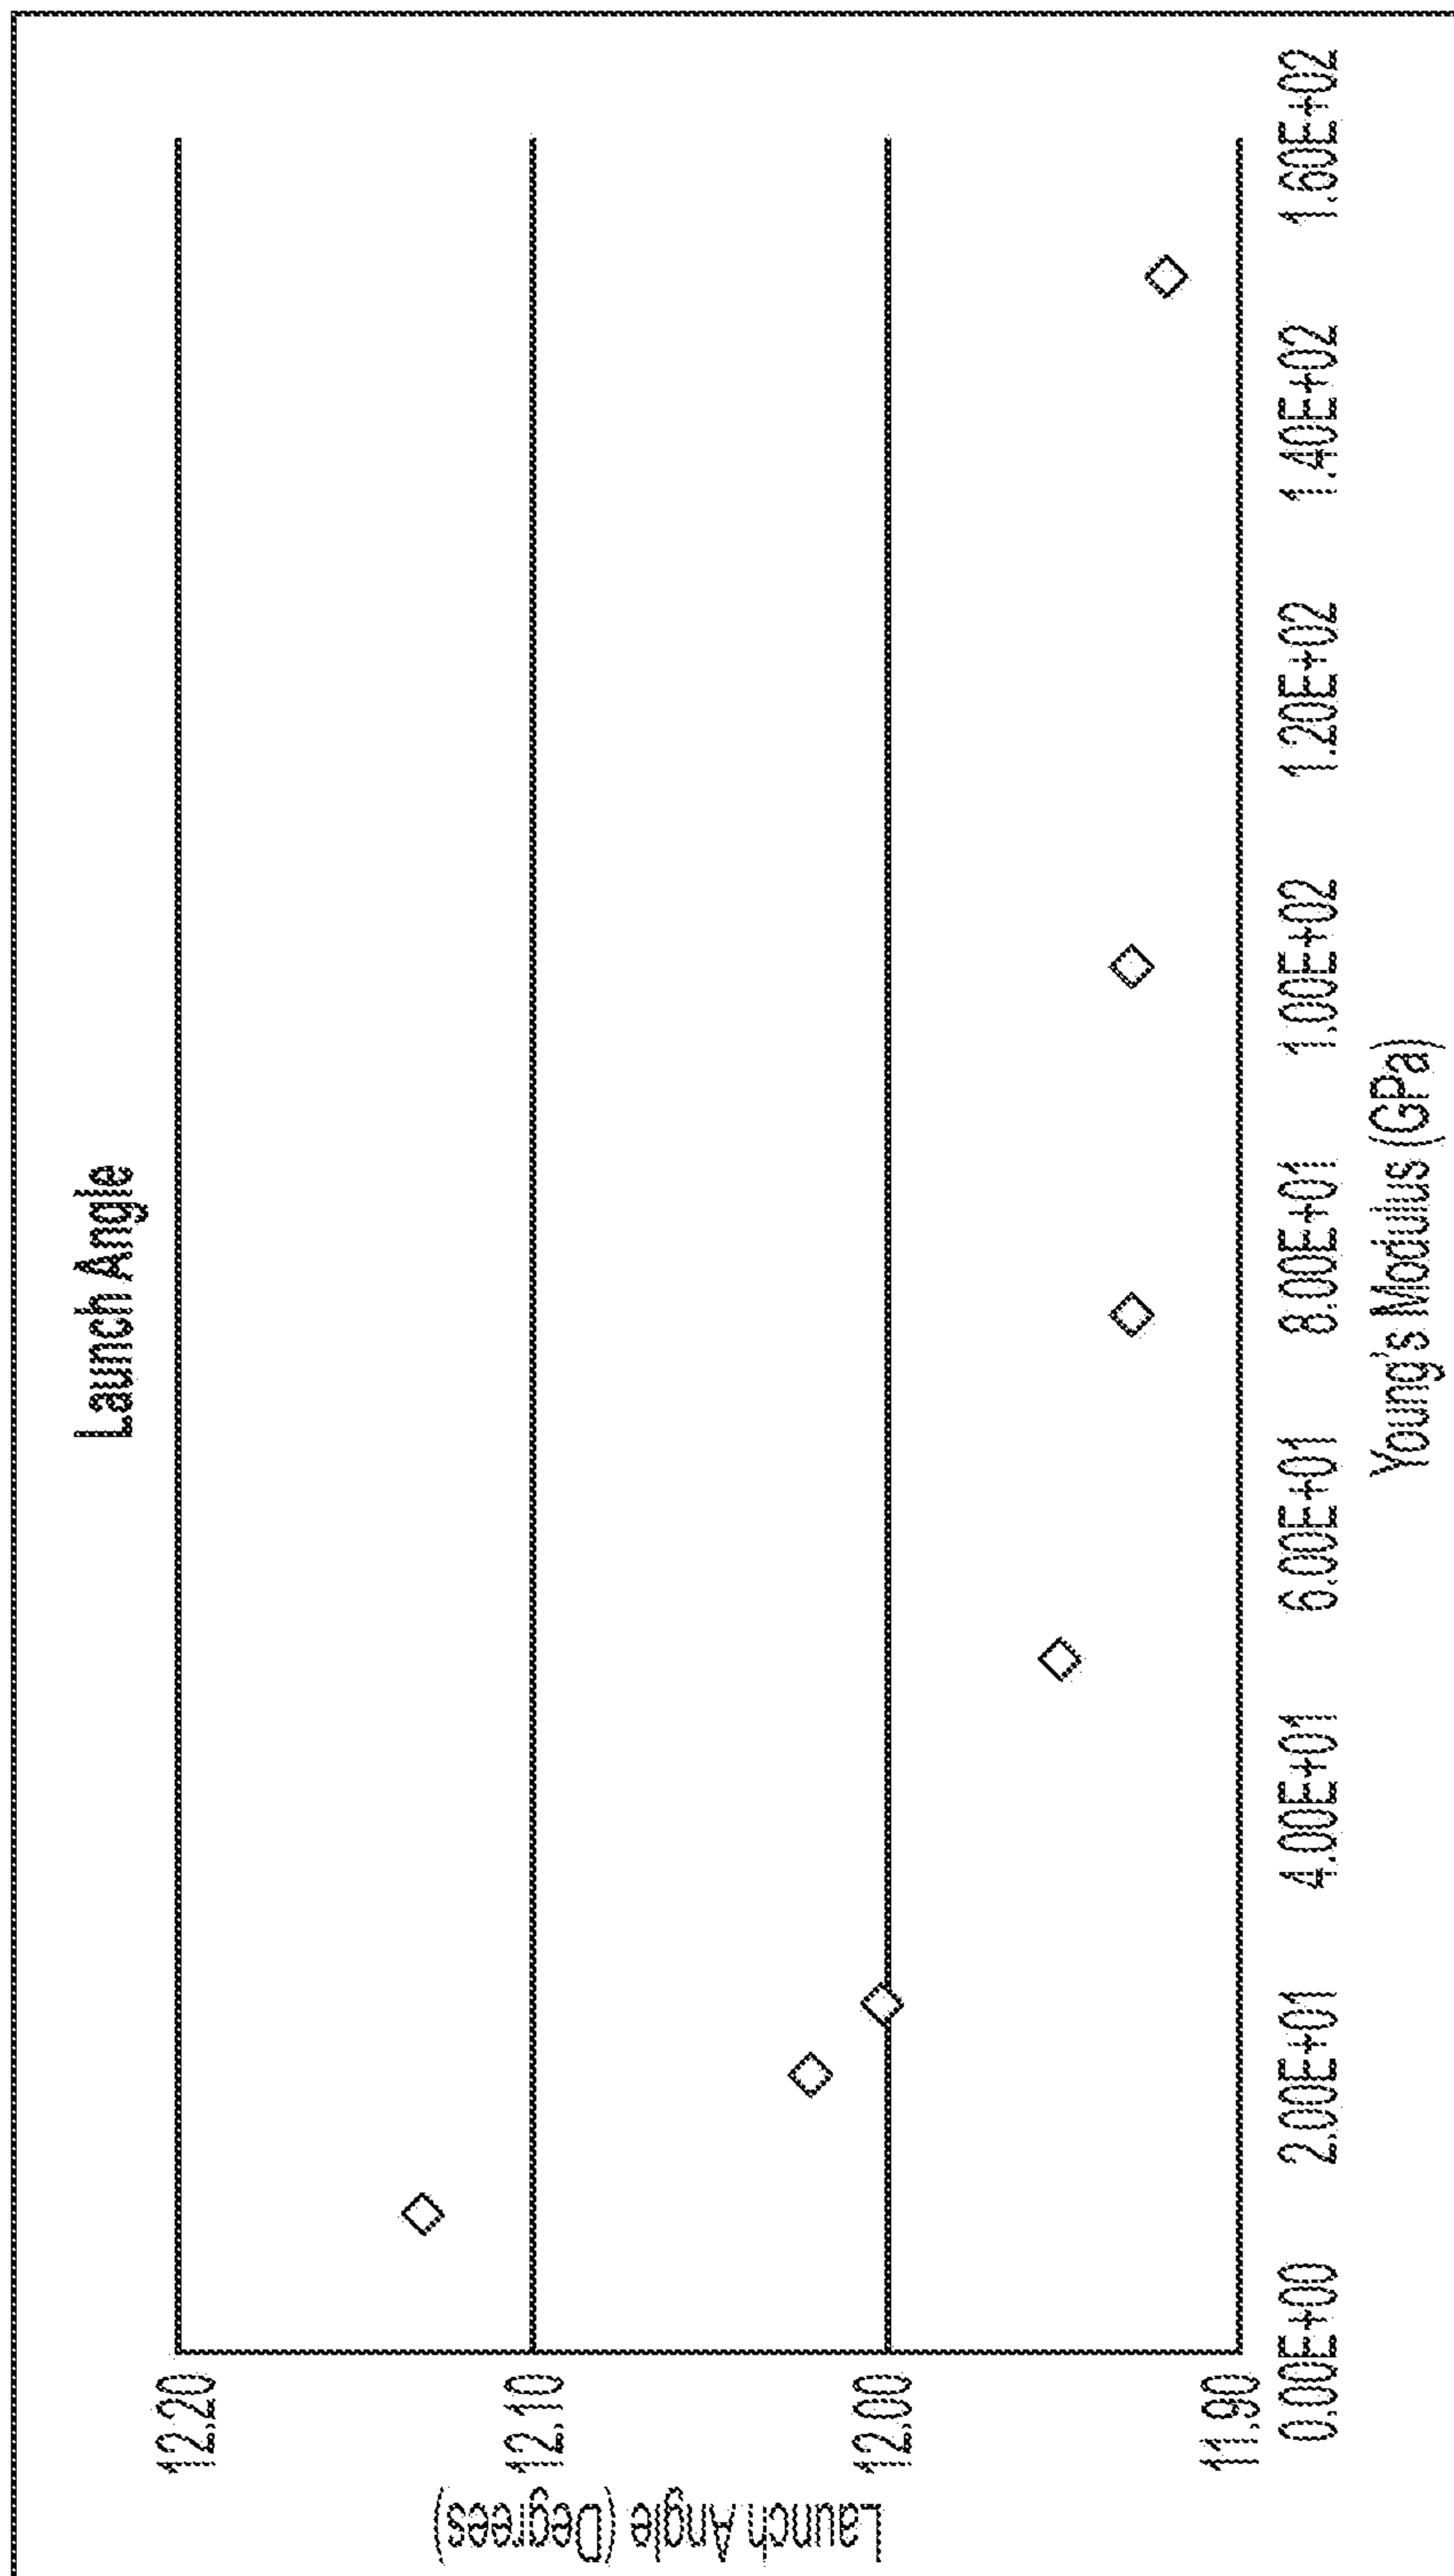 Launch Angle
Launch Angle (Degrees)
12.20
12.10
12.00
11.90
0.00E+00
2.00E+01
4.00E+01
6.00E+01
8.00E+01
1.00E+02
1.20E+02
1.40E+02
1.60E+02
Young's Modulus (GPa)